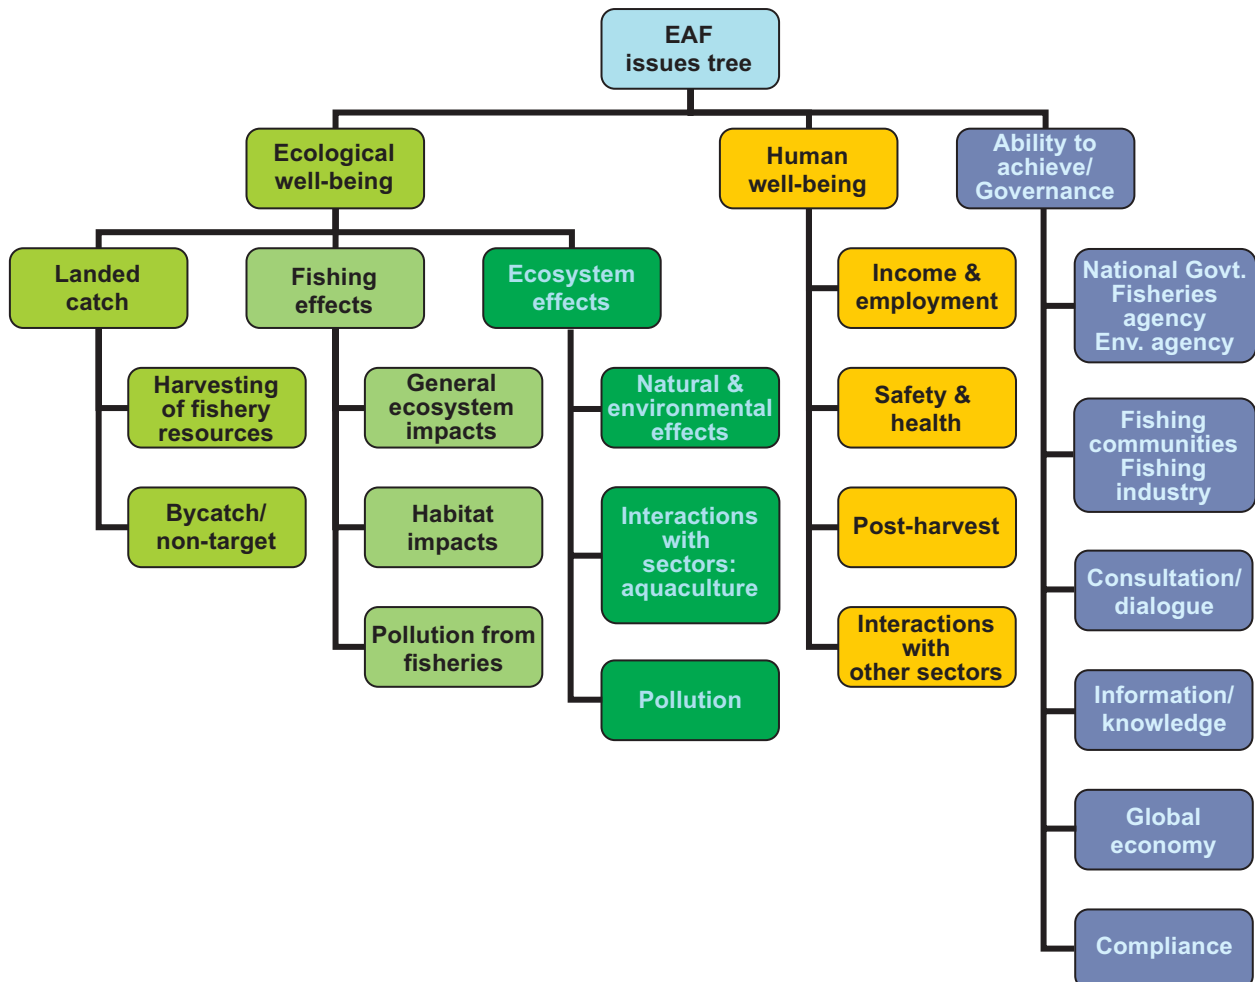 EAF
issues tree
Ecological
well-being
Human
well-being
Ability to
achieve/
Governance
Landed
catch
Fishing
effects
Ecosystem
effects
Harvesting
of fishery
resources
Bycatch/
non-target
General
ecosystem
impacts
Habitat
impacts
Pollution from
fisheries
Natural &
environmental
effects
Interactions
with
sectors:
aquaculture
Pollution
Income &
employment
Safety &
health
Post-harvest
Interactions
with
other sectors
National Govt.
Fisheries
agency
Env. agency
Fishing
communities
Fishing
industry
Consultation/
dialogue
Information/
knowledge
Global
economy
Compliance